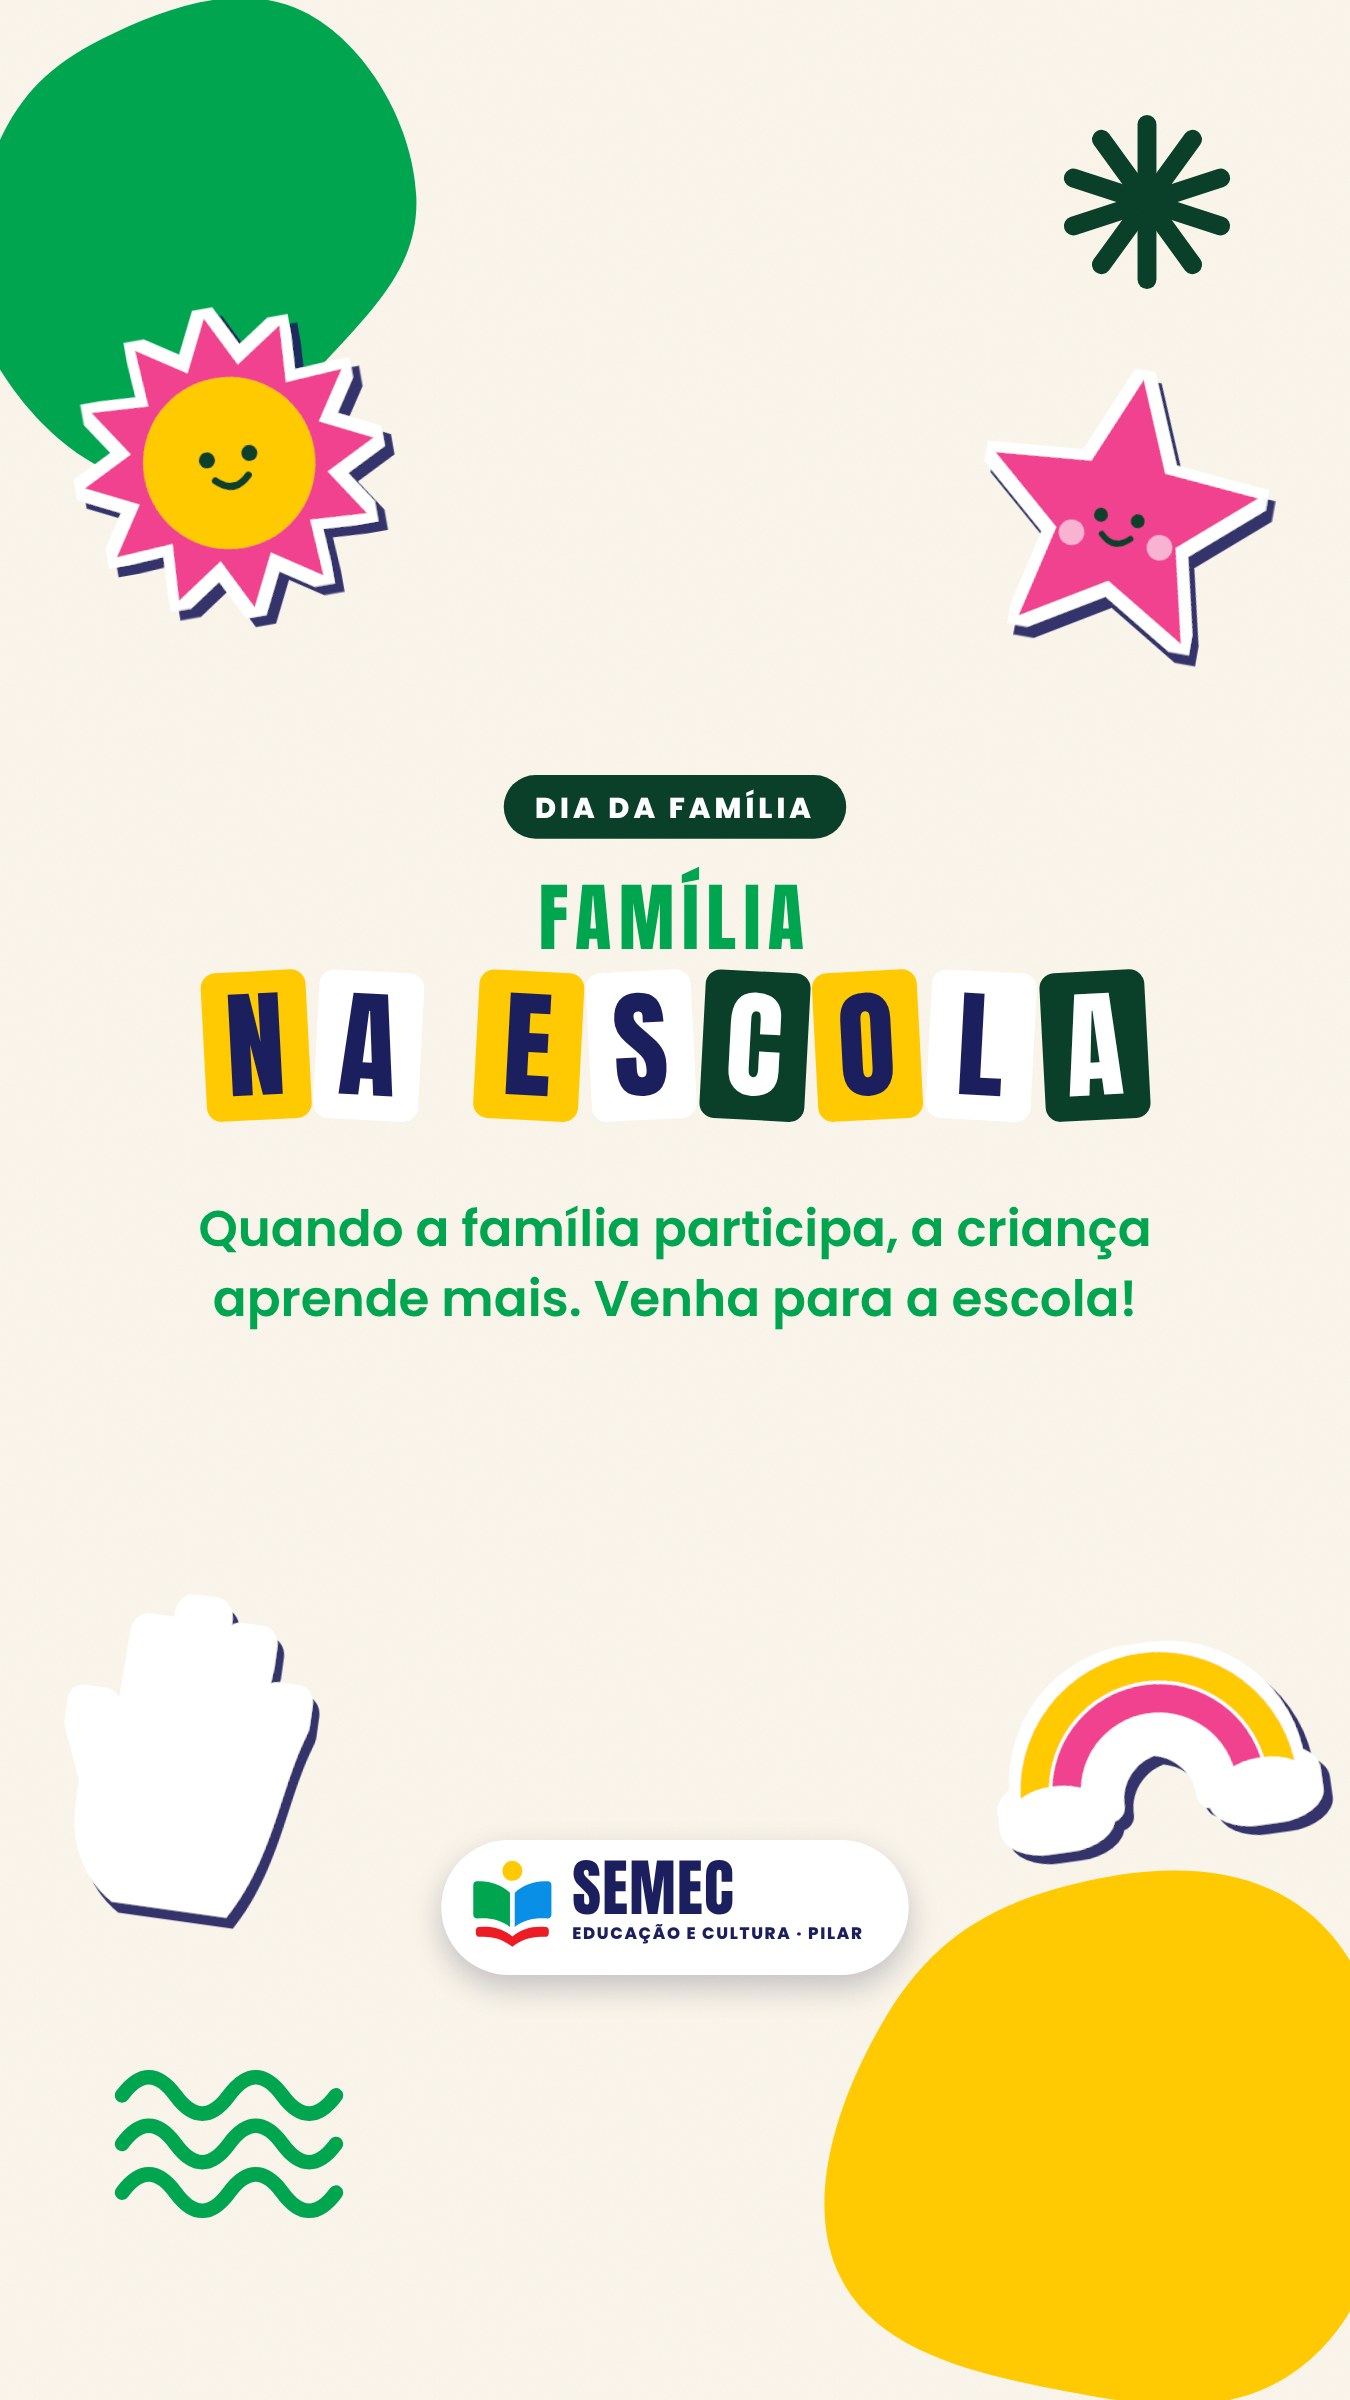 DIA DA FAMÍLIA
FAMÍLIA
NA ESCOLA
Quando a família participa, a criança
aprende mais. Venha para a escola!
SEMEC
EDUCAÇÃO E CULTURA · PILAR